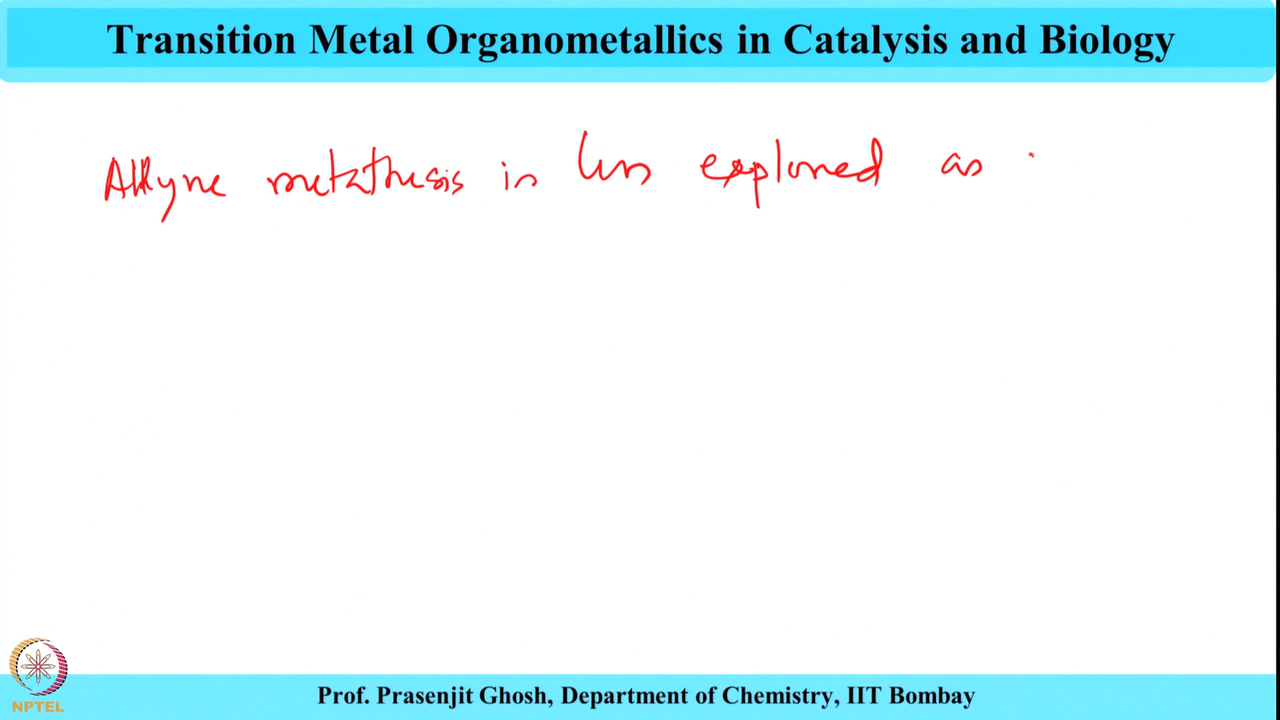 Transition Metal Organometallics in Catalysis and Biology
Alkyne metathesis is less explored as
NPTEL
Prof. Prasenjit Ghosh, Department of Chemistry, IIT Bombay